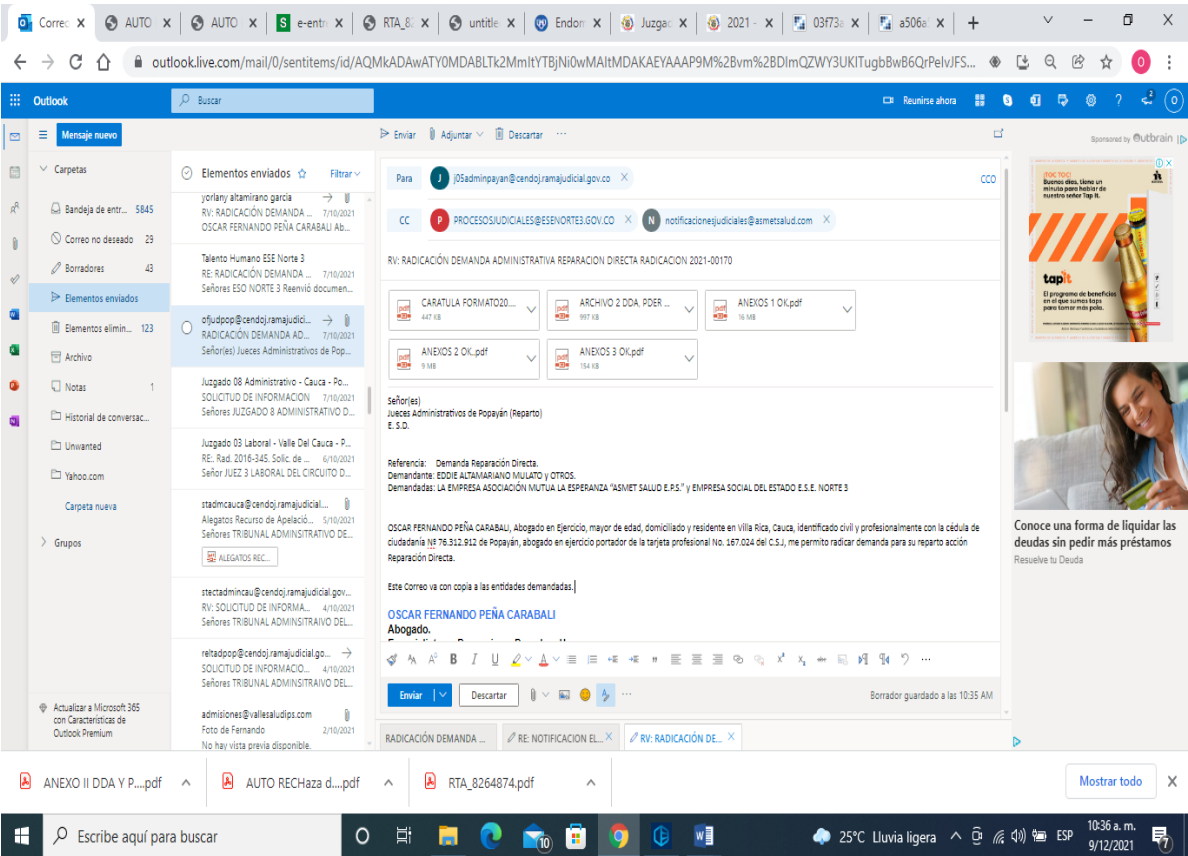 Correo
AUTO
AUTO
e-entre
RTA_82
untitle
Endom
Juzgac
2021 -
03f73a
a506a
outlook.live.com/mail/0/sentitems/id/
Outlook
Buscar
Reunirse ahora
Mensaje nuevo
Enviar
Adjuntar
Descartar
Carpetas
Bandeja de entr... 5845
Correo no deseado 29
Borradores 43
Elementos enviados
Elementos elimin... 123
Archivo
Notas 1
Historial de conversac...
Unwanted
Yahoo.com
Carpeta nueva
Grupos
Actualizar a Microsoft 365
con Características de
Outlook Premium
Elementos enviados
Filtrar
yorlany altamirano garcia
RV: RADICACIÓN DEMANDA ... 7/10/2021
OSCAR FERNANDO PEÑA CARABALI Ab...
Talento Humano ESE Norte 3
RE: RADICACIÓN DEMANDA ... 7/10/2021
Señores ESO NORTE 3 Reenvió documen...
ofjudpop@cendoj.ramajudici...
RADICACIÓN DEMANDA AD... 7/10/2021
Señor(es) Jueces Administrativos de Pop...
Juzgado 08 Administrativo - Cauca - Po...
SOLICITUD DE INFORMACION 7/10/2021
Señores JUZGADO 8 ADMINISTRATIVO D...
Juzgado 03 Laboral - Valle Del Cauca - P...
RE:. Rad. 2016-345. Solic. de ... 6/10/2021
Señor JUEZ 3 LABORAL DEL CIRCUITO D...
stadmcauca@cendoj.ramajudicial....
Alegatos Recurso de Apelació... 5/10/2021
Señores TRIBUNAL ADMINSITRATIVO DE...
ALEGATOS REC...
stectadmincau@cendoj.ramajudicial.gov...
RV: SOLICITUD DE INFORMA... 4/10/2021
Señores TRIBUNAL ADMINSITRAIVO DEL...
reltadpop@cendoj.ramajudicial.go...
SOLICITUD DE INFORMACIO... 4/10/2021
Señores TRIBUNAL ADMINSITRAIVO DEL...
admisiones@vallesaludips.com
Foto de Fernando 2/10/2021
No hay vista previa disponible.
Para
J
j05adminpayan@cendoj.ramajudicial.gov.co
CCO
CC
P
PROCESOSJUDICIALES@ESENORTE3.GOV.CO
N
notificacionesjudiciales@asmetsalud.com
RV: RADICACIÓN DEMANDA ADMINISTRATIVA REPARACION DIRECTA RADICACION 2021-00170
CARATULA FORMATO20....
447 KB
ARCHIVO 2 DDA, PDER ...
997 KB
ANEXOS 1 OK.pdf
16 MB
ANEXOS 2 OK..pdf
9 MB
ANEXOS 3 OK.pdf
154 KB
Señor(es)
Jueces Administrativos de Popayán (Reparto)
E. S.D.
Referencia: Demanda Reparación Directa.
Demandante: EDDIE ALTAMARIANO MULATO y OTROS.
Demandadas: LA EMPRESA ASOCIACIÓN MUTUA LA ESPERANZA “ASMET SALUD E.P.S.” y EMPRESA SOCIAL DEL ESTADO E.S.E. NORTE 3
OSCAR FERNANDO PEÑA CARABALI, Abogado en Ejercicio, mayor de edad, domiciliado y residente en Villa Rica, Cauca, identificado civil y profesionalmente con la cédula de
ciudadanía Nº 76.312.912 de Popayán, abogado en ejercicio portador de la tarjeta profesional No. 167.024 del C.S.J, me permito radicar demanda para su reparto acción
Reparación Directa.
Este Correo va con copia a las entidades demandadas.
OSCAR FERNANDO PEÑA CARABALI
Abogado.
Enviar
Descartar
Borrador guardado a las 10:35 AM
RADICACIÓN DEMANDA ...
RE: NOTIFICACION EL...
RV: RADICACIÓN DE...
Sponsored by Outbrain
¡TOC TOC!
Buenos días, tiene un
minuto para hablar de
nuestro señor Tap it.
tapit
El programa de beneficios
en el que sumas taps
para tomar más pola.
Conoce una forma de liquidar las
deudas sin pedir más préstamos
Resuelve tu Deuda
ANEXO II DDA Y P....pdf
AUTO RECHaza d....pdf
RTA_8264874.pdf
Mostrar todo
Escribe aquí para buscar
10
25°C Lluvia ligera
ESP
10:36 a. m.
9/12/2021
7